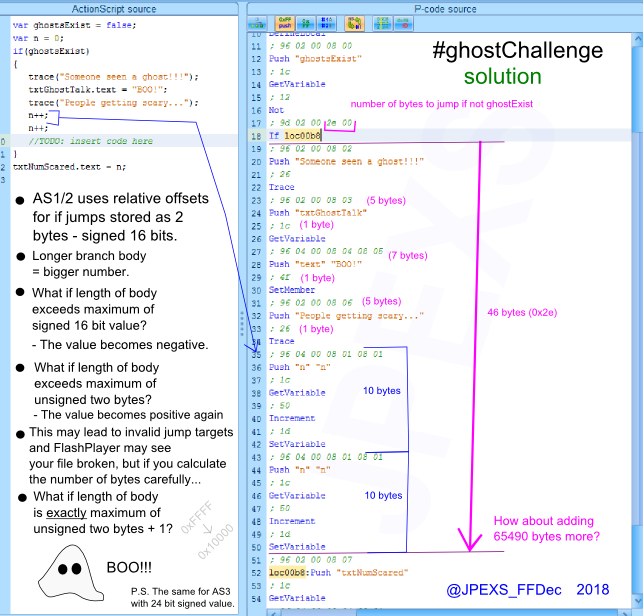 ActionScript source
var ghostsExist = false;
var n = 0;
if(ghostsExist)
{
trace("Someone seen a ghost!!!");
txtGhostTalk.text = "BOO!";
trace("People getting scary...");
n++;
n++;
0 //TODO: insert code here
1 }
2 txtNumScared.text = n;
3
● AS1/2 uses relative offsets
for if jumps stored as 2
bytes - signed 16 bits.
● Longer branch body
= bigger number.
● What if length of body
exceeds maximum of
signed 16 bit value?
- The value becomes negative.
● What if length of body
exceeds maximum of
unsigned two bytes?
- The value becomes positive again
● This may lead to invalid jump targets
and FlashPlayer may see
your file broken, but if you calculate
the number of bytes carefully...
● What if length of body
is exactly maximum of
unsigned two bytes + 1?
0xFFFF
0x10000
BOO!!!
P.S. The same for AS3
with 24 bit signed value.
P-code source
#ghostChallenge
solution
10 DefineLocal
11 ; 96 02 00 08 00
12 Push "ghostsExist"
13 ; 1c
14 GetVariable
15 ; 12
16 Not
number of bytes to jump if not ghostExist
17 ; 9d 02 00 2e 00
18 If loc00b8
19 ; 96 02 00 08 02
20 Push "Someone seen a ghost!!!"
21 ; 26
22 Trace
23 ; 96 02 00 08 03 (5 bytes)
24 Push "txtGhostTalk"
25 ; 1c (1 byte)
26 GetVariable
27 ; 96 04 00 08 04 08 05 (7 bytes)
28 Push "text" "BOO!"
29 ; 4f (1 byte)
30 SetMember
31 ; 96 02 00 08 06 (5 bytes)
32 Push "People getting scary..."
33 ; 26 (1 byte)
34 Trace
35 ; 96 04 00 08 01 08 01
36 Push "n" "n"
37 ; 1c
38 GetVariable
39 ; 50
40 Increment
41 ; 1d
42 SetVariable
10 bytes
43 ; 96 04 00 08 01 08 01
44 Push "n" "n"
45 ; 1c
46 GetVariable
47 ; 50
48 Increment
49 ; 1d
50 SetVariable
10 bytes
46 bytes (0x2e)
How about adding
65490 bytes more?
51 ; 96 02 00 08 07
52 loc00b8:Push "txtNumScared"
53 ; 1c
54 GetVariable
@JPEXS_FFDec 2018
JPEXS